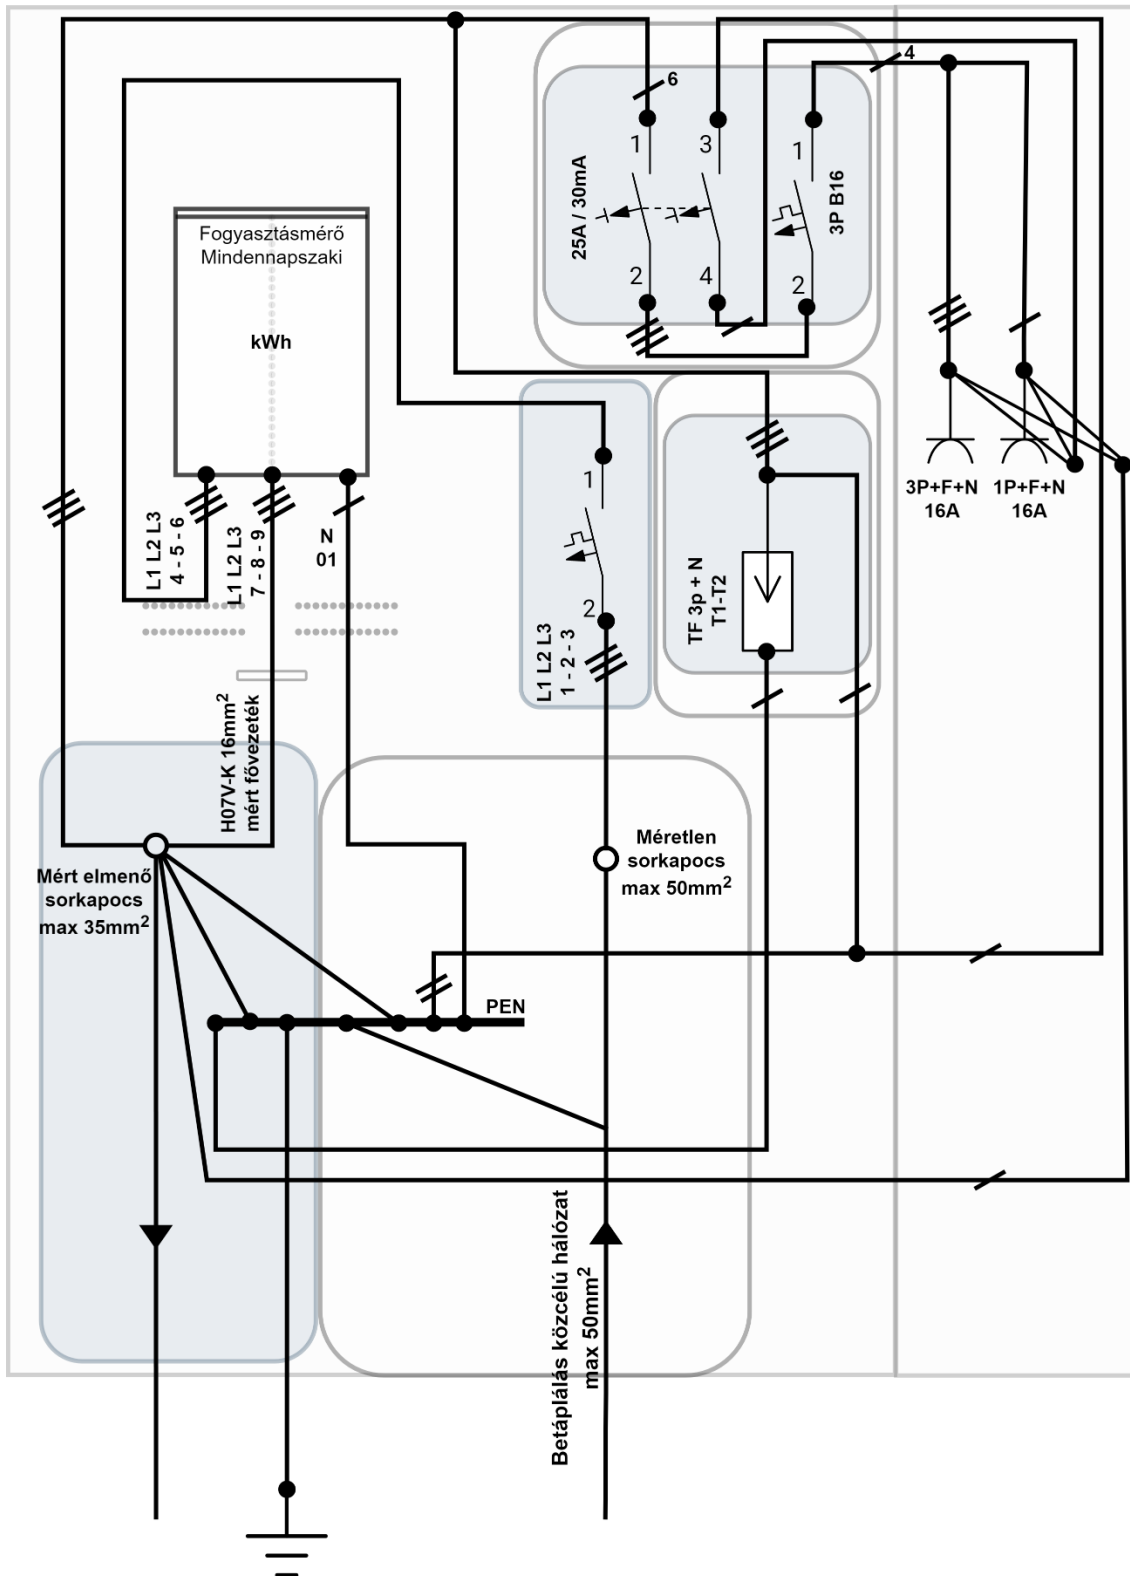 4
6
1
3
1
25A / 30mA
3P B16
2
4
2
Fogyasztásmérő
Mindennapszaki
kWh
3P+F+N
16A
1P+F+N
16A
L1 L2 L3
4 - 5 - 6
L1 L2 L3
7 - 8 - 9
N
01
1
2
L1 L2 L3
1 - 2 - 3
TF 3p + N
T1-T2
H07V-K 16mm²
mért fővezeték
Mért elmenő
sorkapocs
max 35mm²
Méretlen
sorkapocs
max 50mm²
PEN
Betáplálás közcélú hálózat
max 50mm²